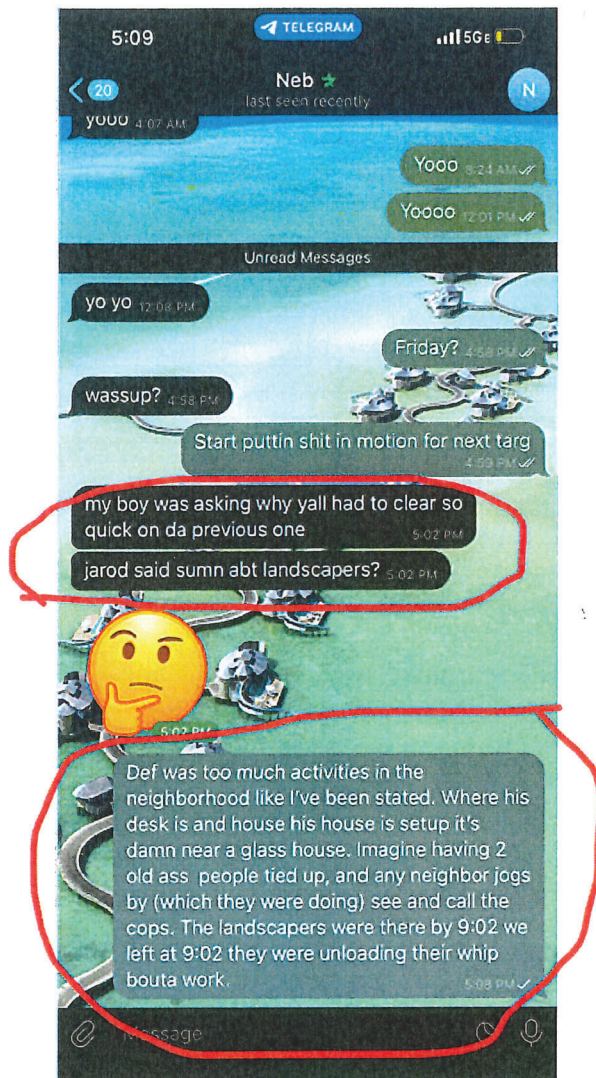 5:09
TELEGRAM
5G E
20
Neb
last seen recently
N
yooo 4:07 AM
Yooo 8:24 AM
Yoooo 12:01 PM
Unread Messages
yo yo 12:08 PM
Friday? 4:58 PM
wassup? 4:58 PM
Start puttin shit in motion for next targ
4:59 PM
my boy was asking why yall had to clear so
quick on da previous one 5:02 PM
jarod said sumn abt landscapers? 5:02 PM
5:02 PM
Def was too much activities in the
neighborhood like I've been stated. Where his
desk is and house his house is setup it's
damn near a glass house. Imagine having 2
old ass people tied up, and any neighbor jogs
by (which they were doing) see and call the
cops. The landscapers were there by 9:02 we
left at 9:02 they were unloading their whip
bouta work. 5:08 PM
Message